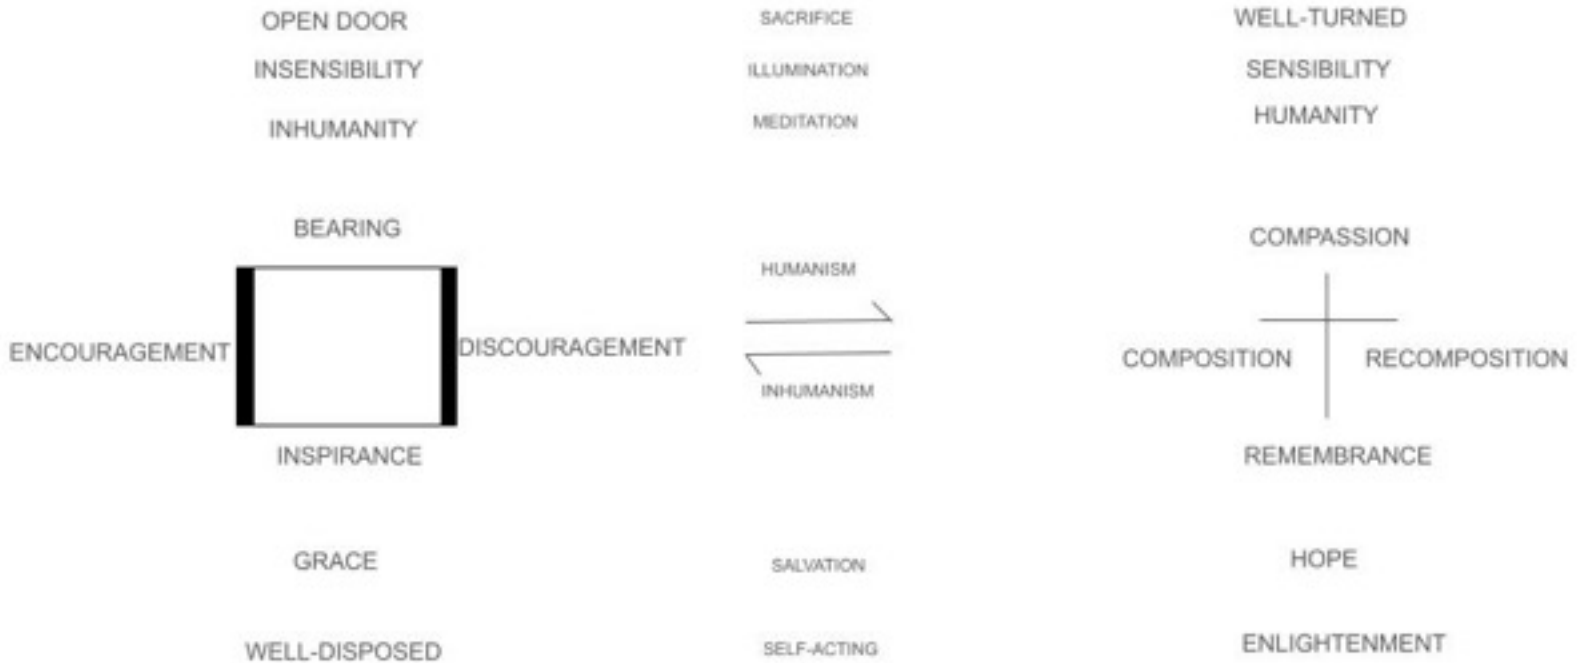 OPEN DOOR
SACRIFICE
WELL-TURNED
INSENSIBILITY
ILLUMINATION
SENSIBILITY
INHUMANITY
MEDITATION
HUMANITY
BEARING
COMPASSION
HUMANISM
ENCOURAGEMENT
DISCOURAGEMENT
COMPOSITION
RECOMPOSITION
INHUMANISM
INSPIRANCE
REMEMBRANCE
GRACE
SALVATION
HOPE
WELL-DISPOSED
SELF-ACTING
ENLIGHTENMENT